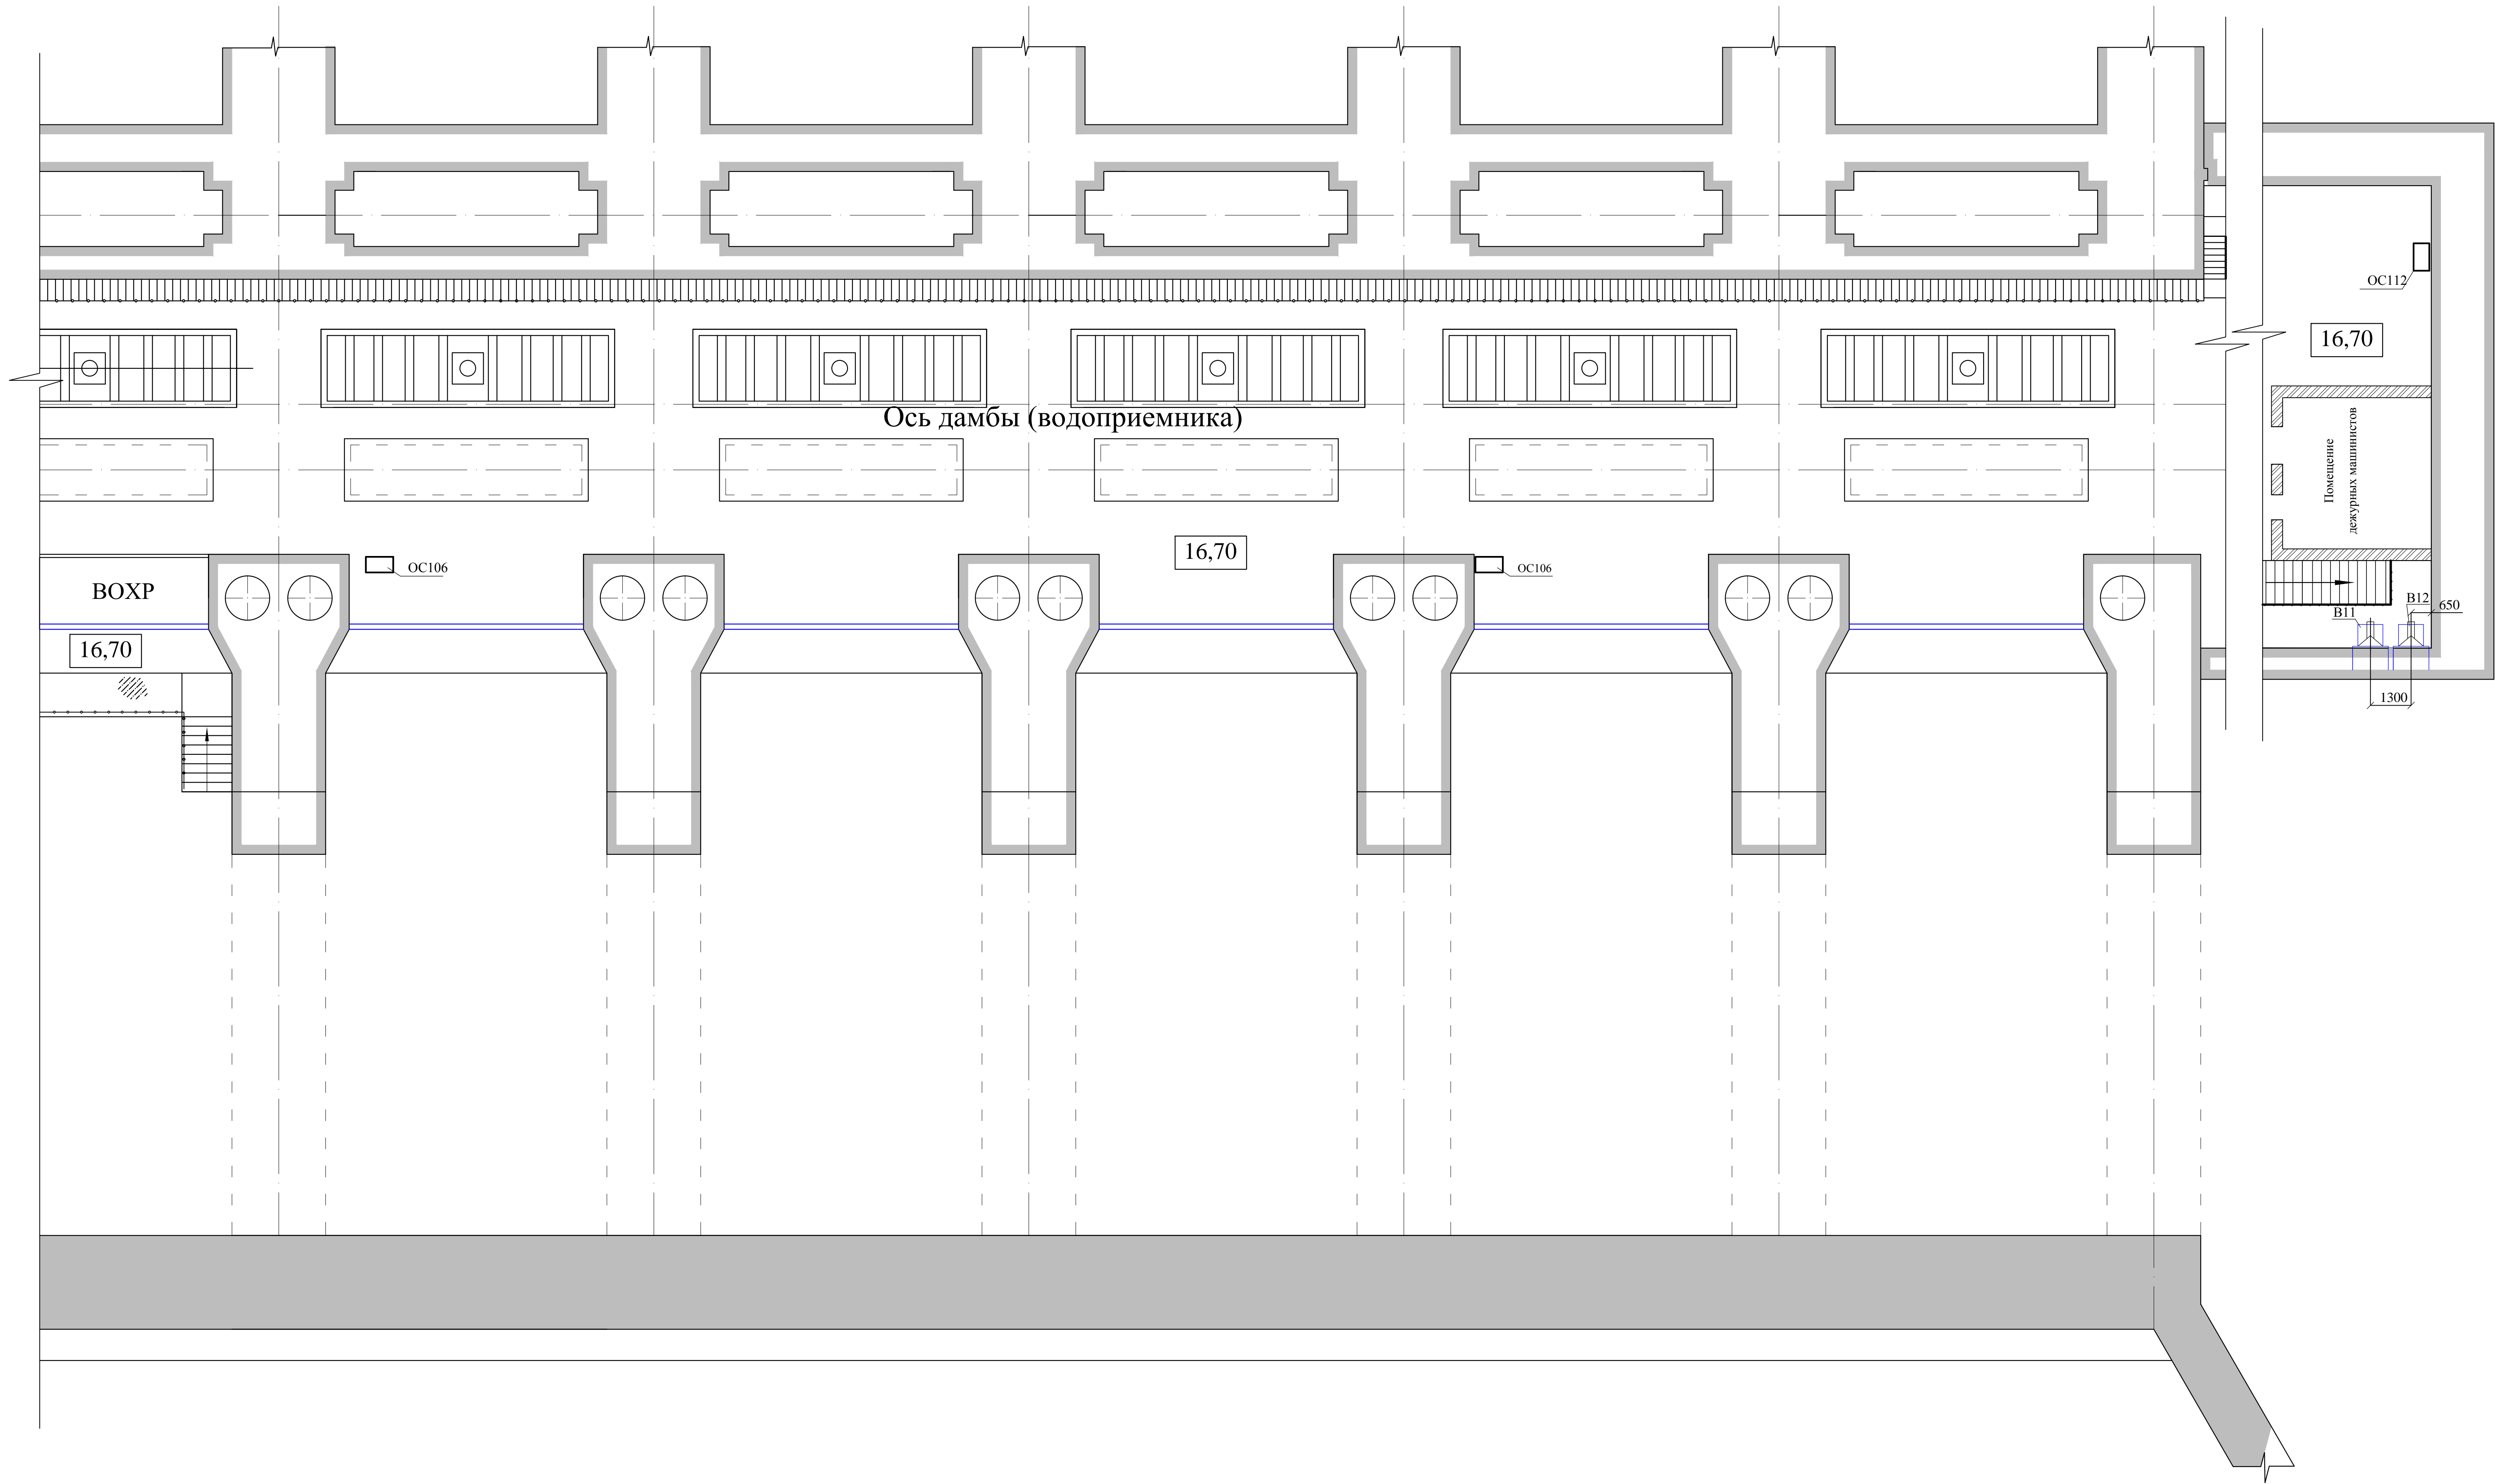 ОС112
16,70
Ось дамбы (водоприемника)
Помещение
дежурных машинистов
16,70
ОС106
ОС106
ВОХР
В12
650
В11
16,70
1300